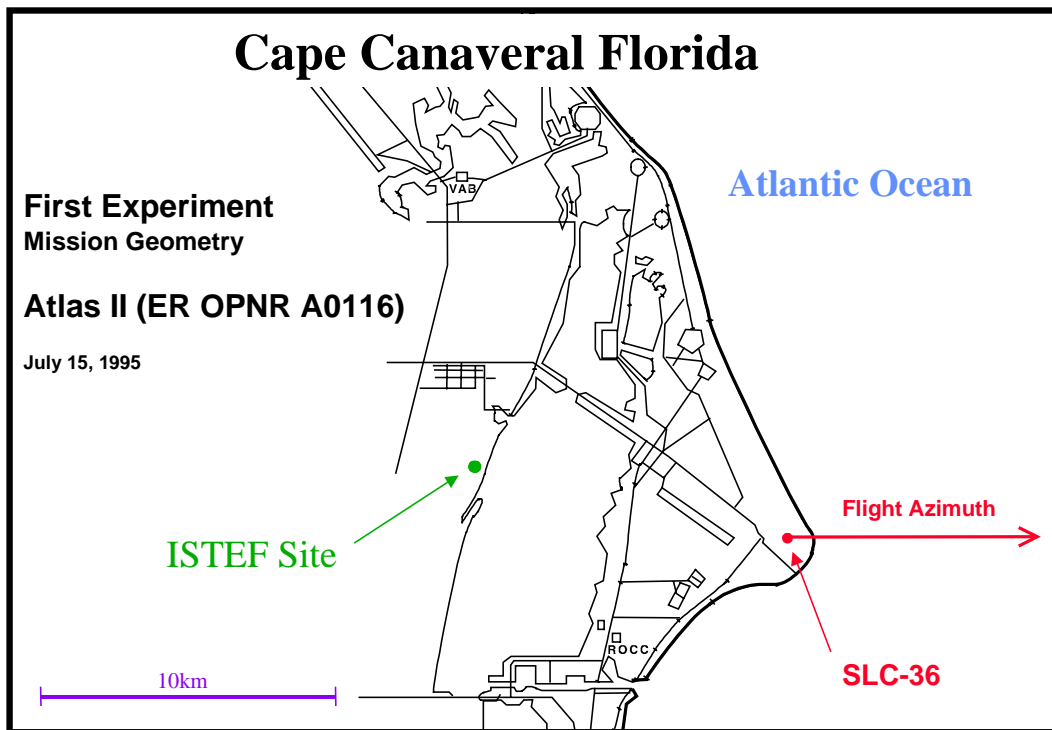 Cape Canaveral Florida
Atlantic Ocean
VAB
First Experiment
Mission Geometry
Atlas II (ER OPNR A0116)
July 15, 1995
Flight Azimuth
ISTEF Site
ROCC
SLC-36
10km